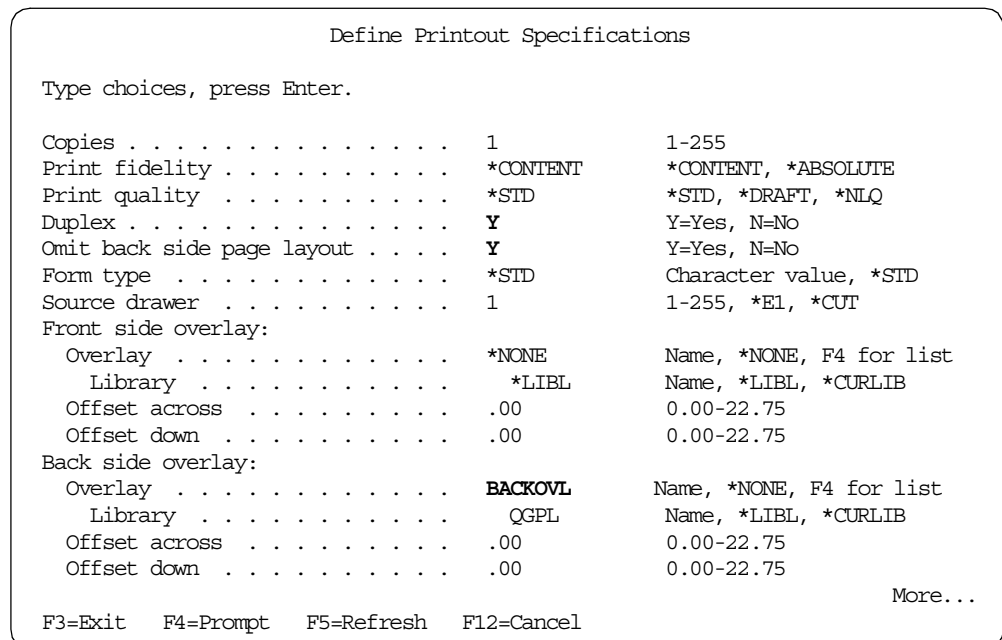 Define Printout Specifications
Type choices, press Enter.
Copies . . . . . . . . . . . . . . 1 1-255
Print fidelity . . . . . . . . . . *CONTENT *CONTENT, *ABSOLUTE
Print quality . . . . . . . . . . *STD *STD, *DRAFT, *NLQ
Duplex . . . . . . . . . . . . . . Y Y=Yes, N=No
Omit back side page layout . . . . Y Y=Yes, N=No
Form type . . . . . . . . . . . . *STD Character value, *STD
Source drawer . . . . . . . . . . 1 1-255, *E1, *CUT
Front side overlay:
Overlay . . . . . . . . . . . . *NONE Name, *NONE, F4 for list
Library . . . . . . . . . . . *LIBL Name, *LIBL, *CURLIB
Offset across . . . . . . . . . .00 0.00-22.75
Offset down . . . . . . . . . . .00 0.00-22.75
Back side overlay:
Overlay . . . . . . . . . . . . BACKOVL Name, *NONE, F4 for list
Library . . . . . . . . . . . QGPL Name, *LIBL, *CURLIB
Offset across . . . . . . . . . .00 0.00-22.75
Offset down . . . . . . . . . . .00 0.00-22.75
More...
F3=Exit F4=Prompt F5=Refresh F12=Cancel